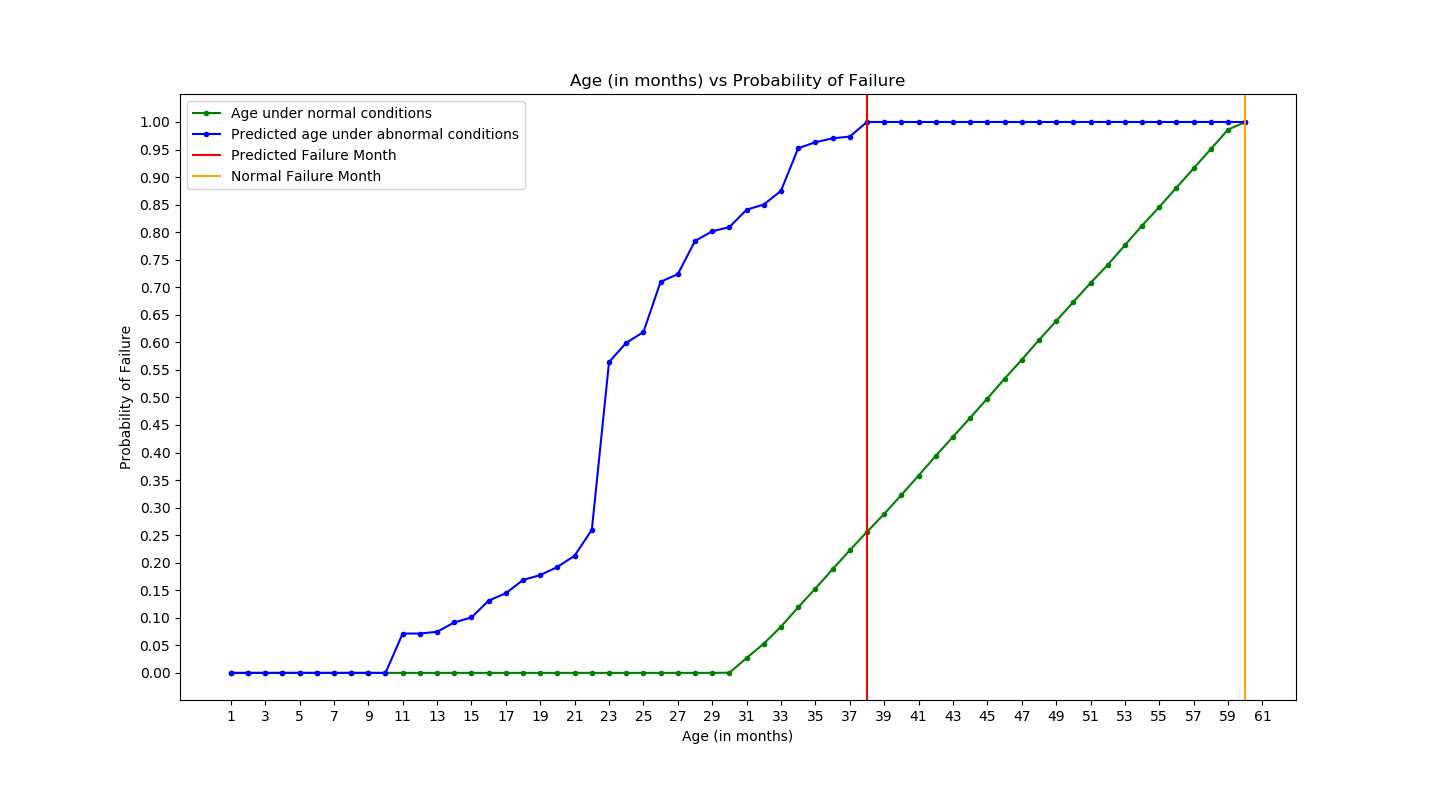 Age (in months) vs Probability of Failure
Age under normal conditions
Predicted age under abnormal conditions
Predicted Failure Month
Normal Failure Month
1.00
0.95
0.90
0.85
0.80
0.75
0.70
0.65
0.60
0.55
0.50
0.45
0.40
0.35
0.30
0.25
0.20
0.15
0.10
0.05
0.00
Probability of Failure
1 3 5 7 9 11 13 15 17 19 21 23 25 27 29 31 33 35 37 39 41 43 45 47 49 51 53 55 57 59 61
Age (in months)